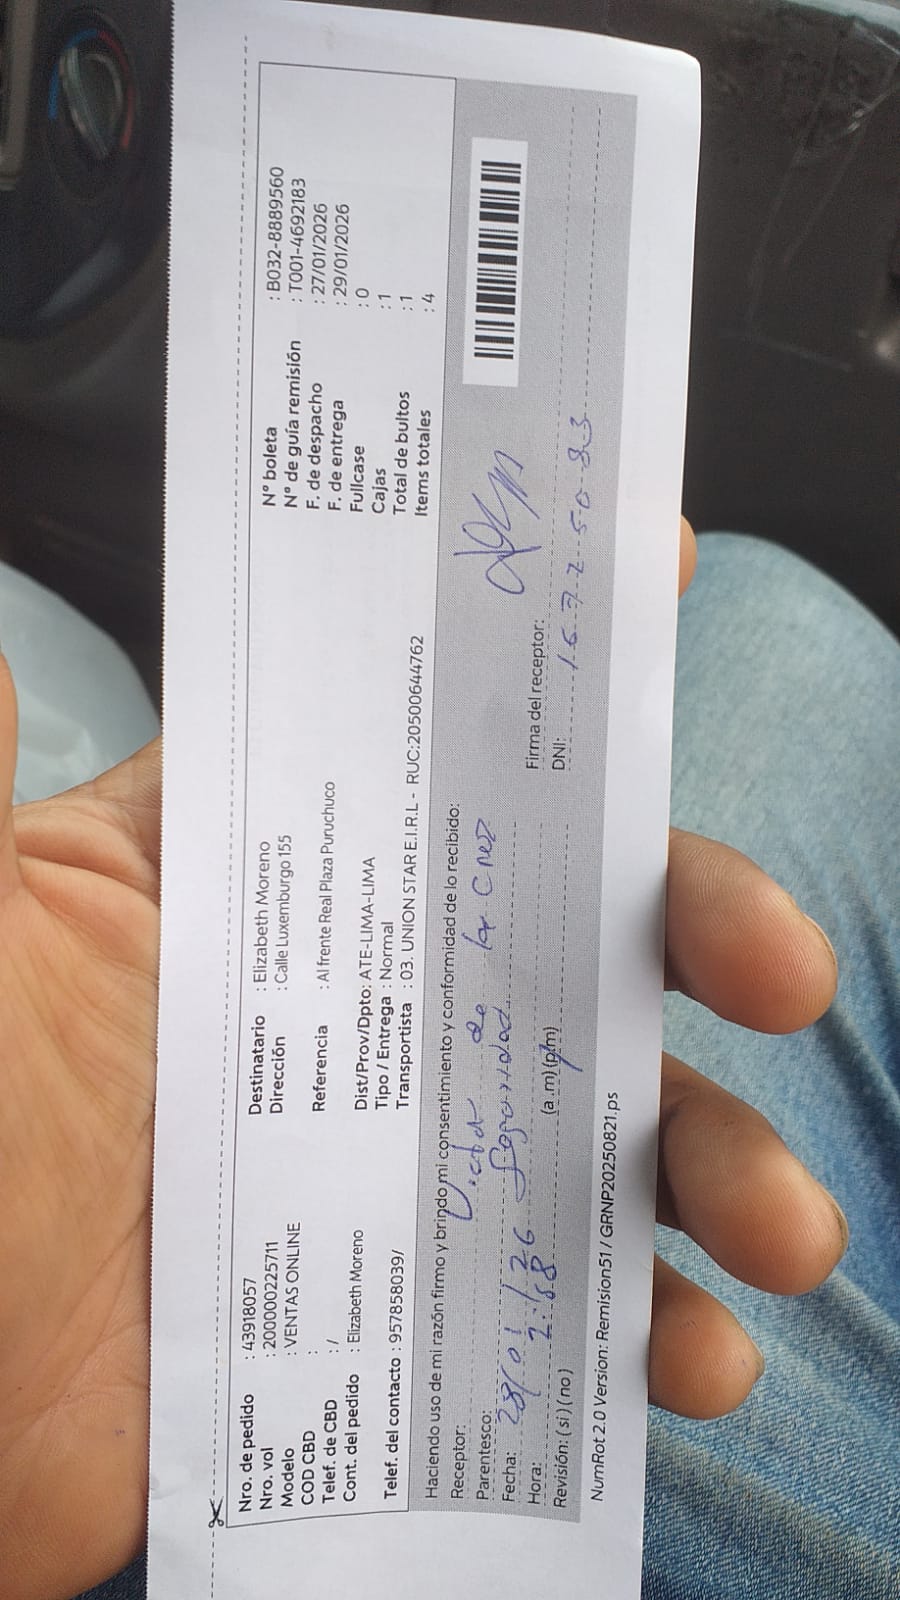 Nro. de pedido : 43918057
Nro. vol : 200000225711
Modelo : VENTAS ONLINE
COD CBD :
Telef. de CBD : /
Cont. del pedido : Elizabeth Moreno
Telef. del contacto : 957858039/
Destinatario : Elizabeth Moreno
Dirección : Calle Luxemburgo 155
Referencia : Al frente Real Plaza Puruchuco
Dist/Prov/Dpto: ATE-LIMA-LIMA
Tipo / Entrega : Normal
Transportista : 03. UNION STAR E.I.R.L - RUC:20500644762
N° boleta : B032-8889560
N° de guía remisión : T001-4692183
F. de despacho : 27/01/2026
F. de entrega : 29/01/2026
Fullcase : 0
Cajas : 1
Total de bultos : 1
Items totales : 4
Haciendo uso de mi razón firmo y brindo mi consentimiento y conformidad de lo recibido:
Receptor: Victor de la Cruz
Parentesco: Seguridad
Fecha: 28/01/26
Hora: 2:58 (a.m)(p.m)
Revisión: ( si ) ( no )
Firma del receptor:
DNI: 16 72 50 33
NumRot 2.0 Version: Remision51 / GRNP20250821.ps